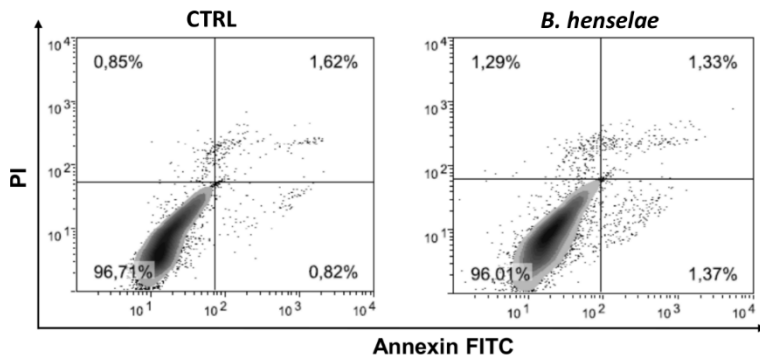 CTRL
B. henselae
10⁴
0,85%
1,62%
10³
10²
10¹
96,71%
0,82%
10¹ 10² 10³ 10⁴
10⁴
1,29%
1,33%
10³
10²
10¹
96,01%
1,37%
10¹ 10² 10³ 10⁴
PI
Annexin FITC